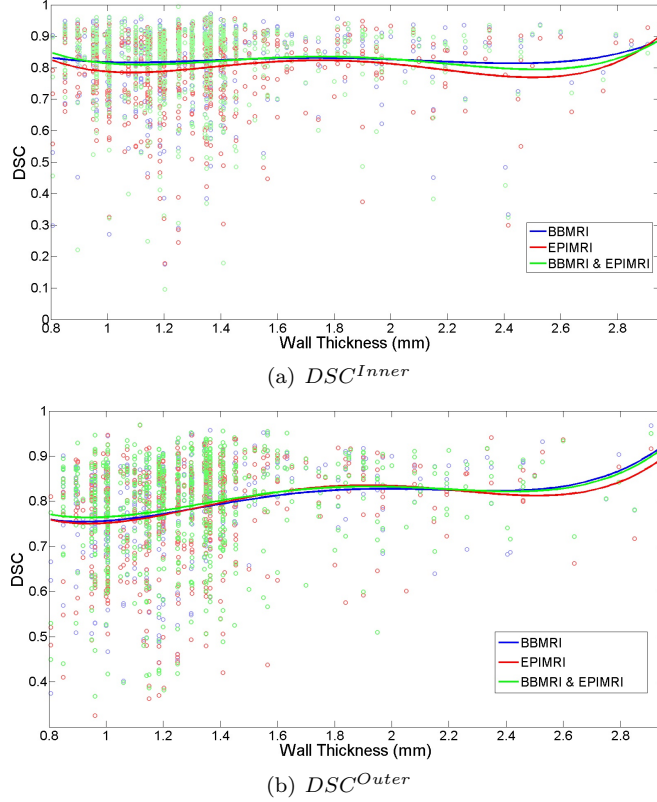 1
0.9
0.8
0.7
0.6
0.5
0.4
0.3
0.2
0.1
0
DSC
BBMRI
EPIMRI
BBMRI & EPIMRI
0.8 1 1.2 1.4 1.6 1.8 2 2.2 2.4 2.6 2.8
Wall Thickness (mm)
(a) DSC^Inner
1
0.9
0.8
0.7
0.6
0.5
0.4
DSC
BBMRI
EPIMRI
BBMRI & EPIMRI
0.8 1 1.2 1.4 1.6 1.8 2 2.2 2.4 2.6 2.8
Wall Thickness (mm)
(b) DSC^Outer